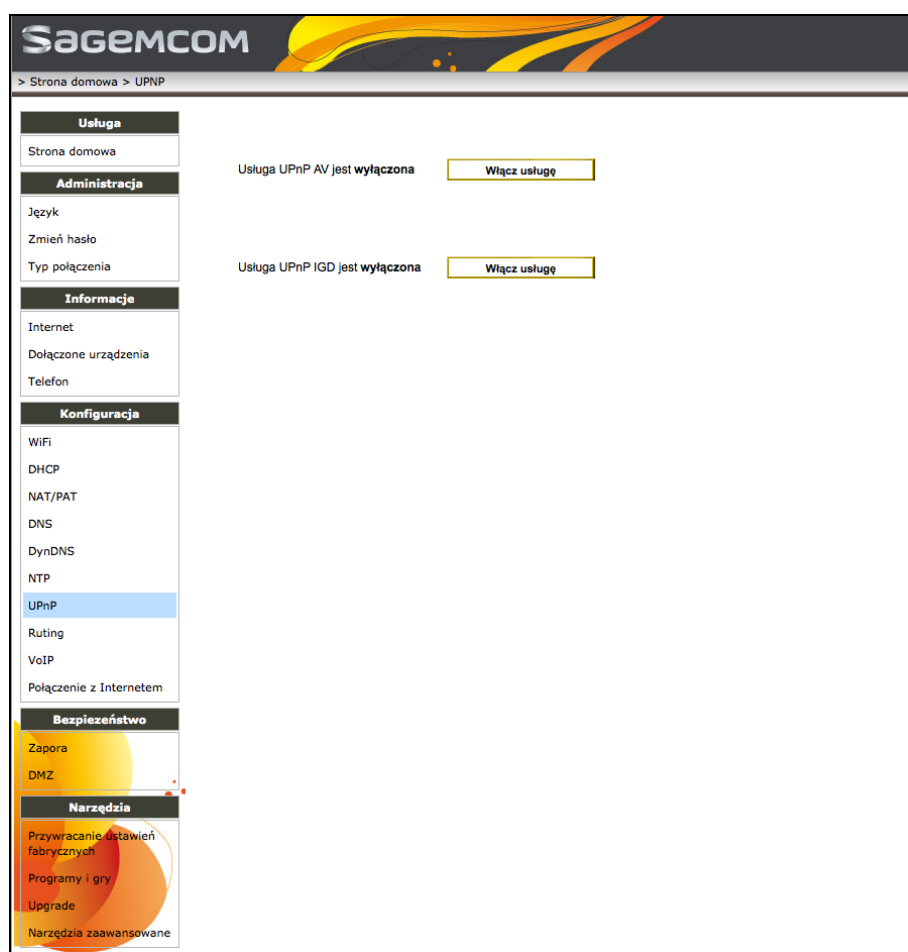 Sagemcom
> Strona domowa > UPNP
Usługa
Strona domowa
Administracja
Język
Zmień hasło
Typ połączenia
Informacje
Internet
Dołączone urządzenia
Telefon
Konfiguracja
WiFi
DHCP
NAT/PAT
DNS
DynDNS
NTP
UPnP
Ruting
VoIP
Połączenie z Internetem
Bezpiezeństwo
Zapora
DMZ
Narzędzia
Przywracanie ustawień
fabrycznych
Programy i gry
Upgrade
Narzędzia zaawansowane
Usługa UPnP AV jest wyłączona Włącz usługę
Usługa UPnP IGD jest wyłączona Włącz usługę